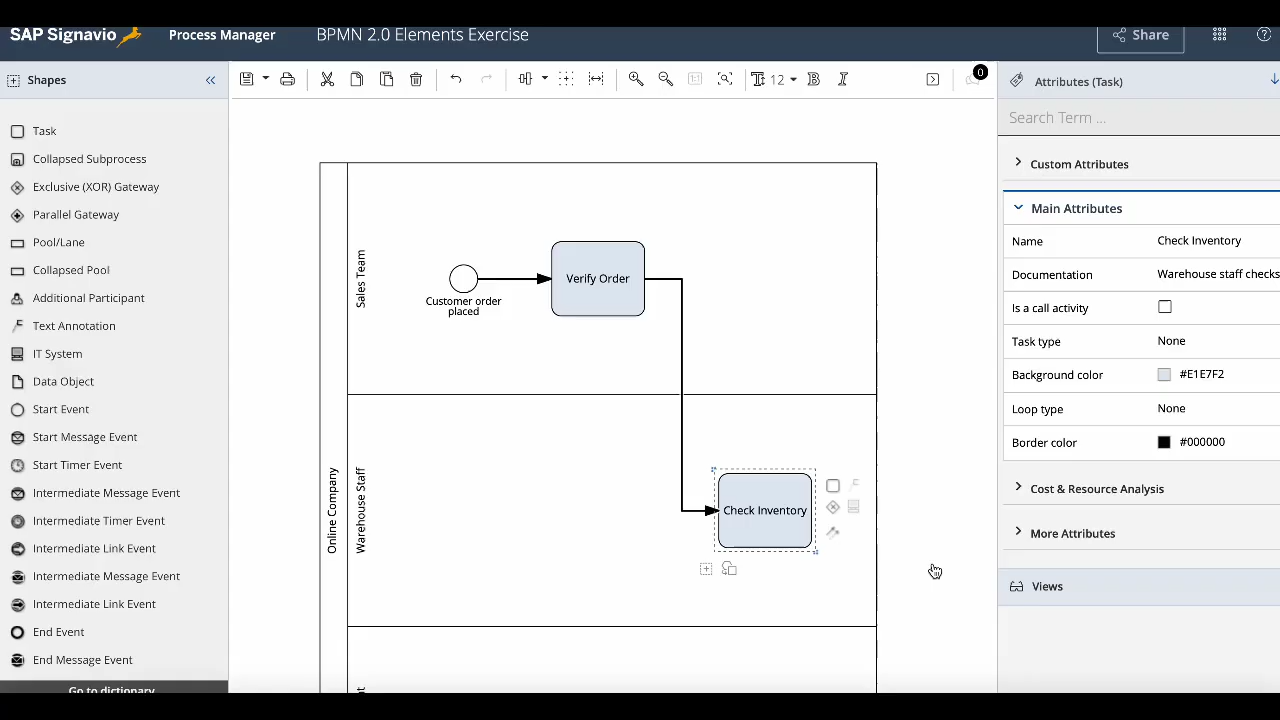 SAP Signavio
Process Manager
BPMN 2.0 Elements Exercise
Share
Shapes
12
B
I
0
Attributes (Task)
Search Term ...
Task
Collapsed Subprocess
Exclusive (XOR) Gateway
Parallel Gateway
Pool/Lane
Collapsed Pool
Additional Participant
Text Annotation
IT System
Data Object
Start Event
Start Message Event
Start Timer Event
Intermediate Message Event
Intermediate Timer Event
Intermediate Link Event
Intermediate Message Event
Intermediate Link Event
End Event
End Message Event
Go to dictionary
Online Company
Sales Team
Customer order
placed
Verify Order
Warehouse Staff
Check Inventory
Custom Attributes
Main Attributes
Name Check Inventory
Documentation Warehouse staff checks
Is a call activity
Task type None
Background color #E1E7F2
Loop type None
Border color #000000
Cost & Resource Analysis
More Attributes
Views